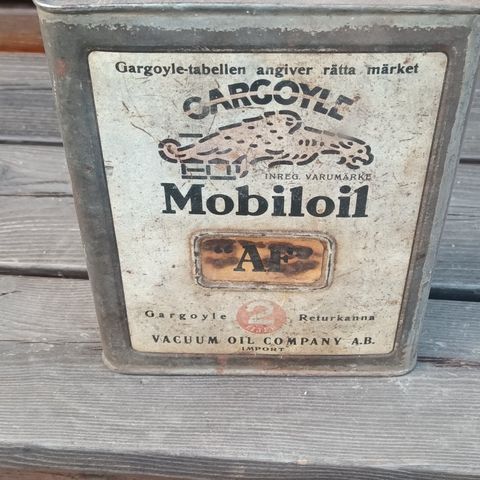 Gargoyle-tabellen angiver rätta märket
GARGOYLE
INREG. VARUMÄRKE
Mobiloil
"AF"
Gargoyle 2 Returkanna
VACUUM OIL COMPANY A.B.
IMPORT